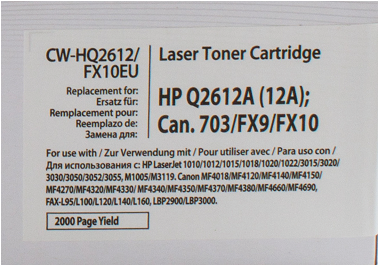 CW-HQ2612/
FX10EU
Replacement for:
Ersatz für:
Remplacement pour:
Reemplazo de:
Замена для:
Laser Toner Cartridge
HP Q2612A (12A);
Can. 703/FX9/FX10
For use with / Zur Verwendung mit / Pour utiliser avec / Para uso con /
Для использования с: HP LaserJet 1010/1012/1015/1018/1020/1022/3015/3020/
3030/3050/3052/3055, M1005/M3119. Canon MF4018/MF4120/MF4140/MF4150/
MF4270/MF4320/MF4330/ MF4340/MF4350/MF4370/MF4380/MF4660/MF4690,
FAX-L95/L100/L120/L140/L160, LBP2900/LBP3000.
2000 Page Yield